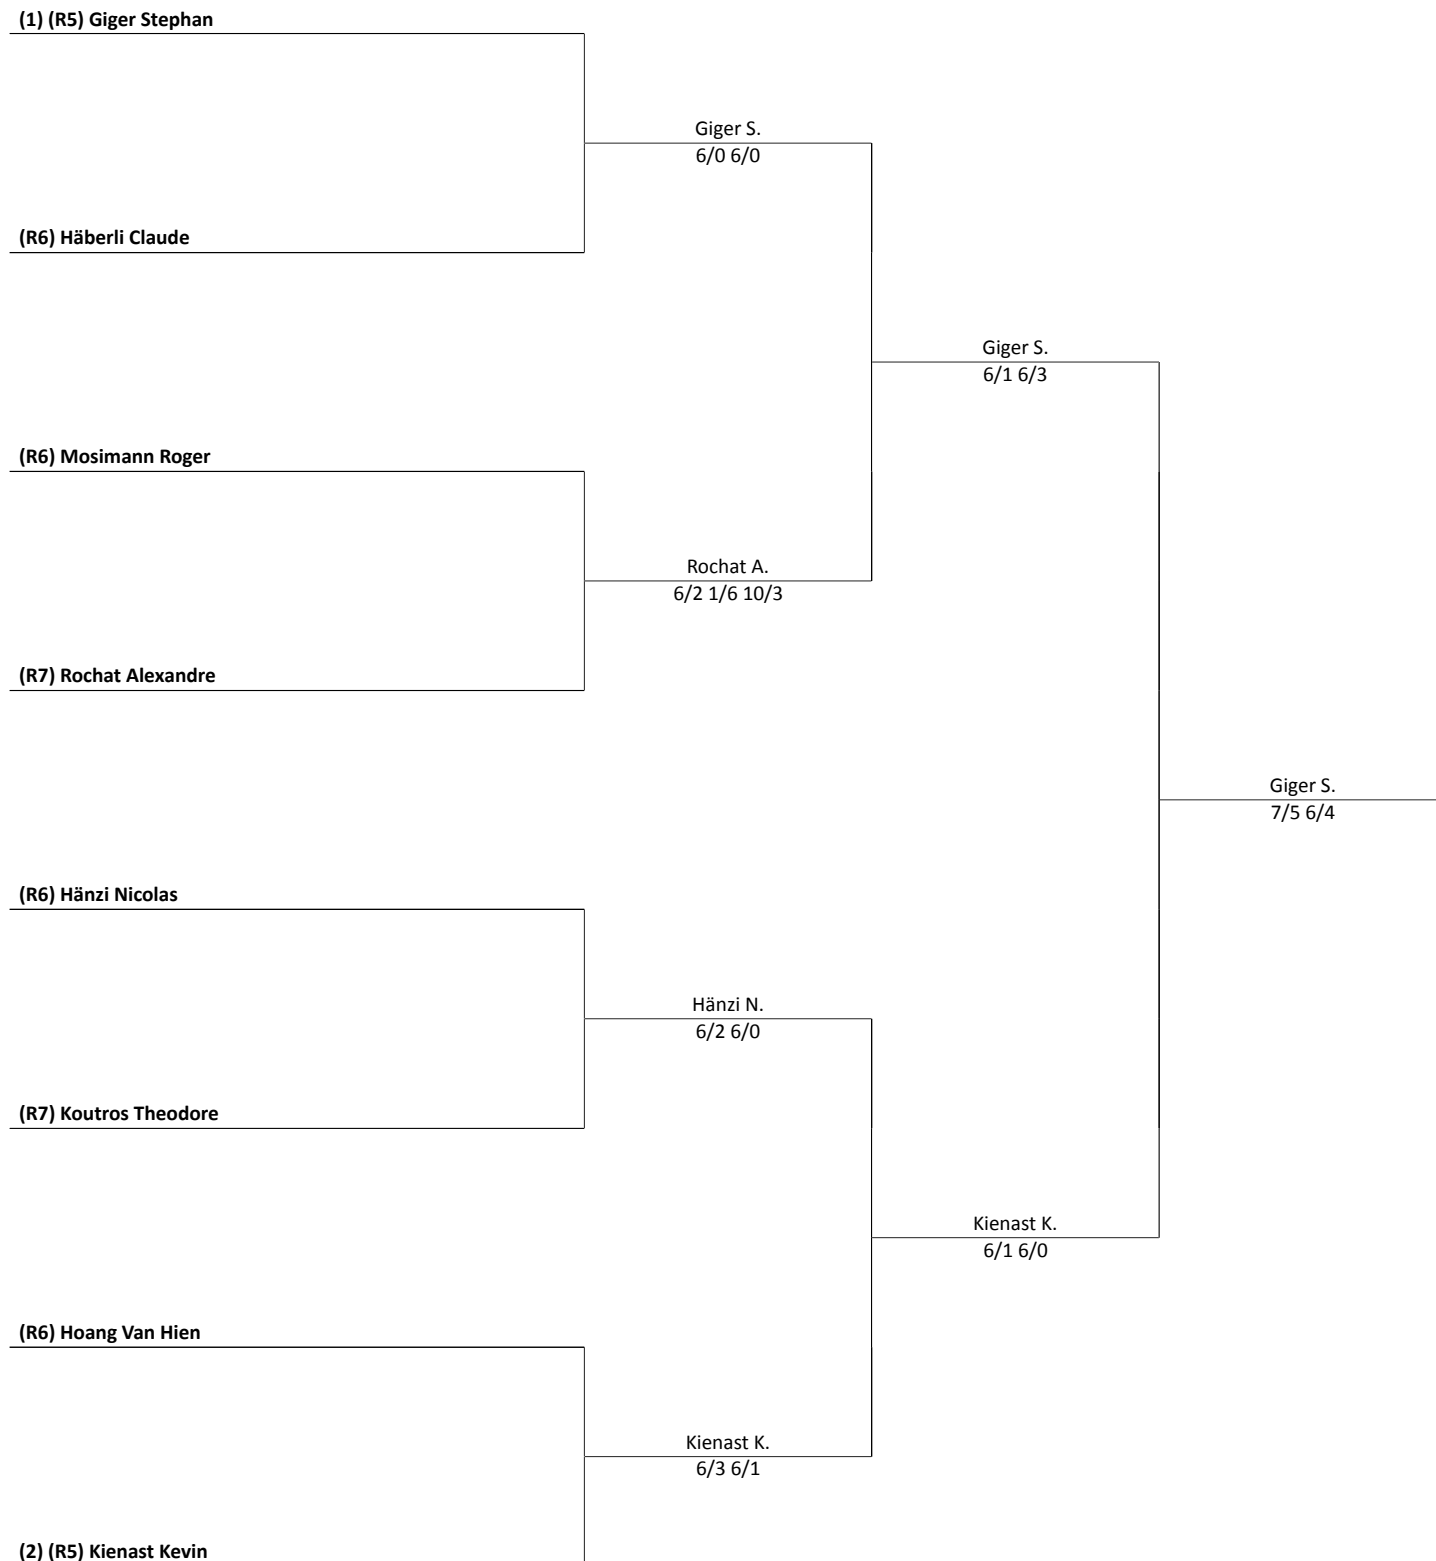 (1) (R5) Giger Stephan
Giger S.
6/0 6/0
(R6) Häberli Claude
Giger S.
6/1 6/3
(R6) Mosimann Roger
Rochat A.
6/2 1/6 10/3
(R7) Rochat Alexandre
Giger S.
7/5 6/4
(R6) Hänzi Nicolas
Hänzi N.
6/2 6/0
(R7) Koutros Theodore
Kienast K.
6/1 6/0
(R6) Hoang Van Hien
Kienast K.
6/3 6/1
(2) (R5) Kienast Kevin